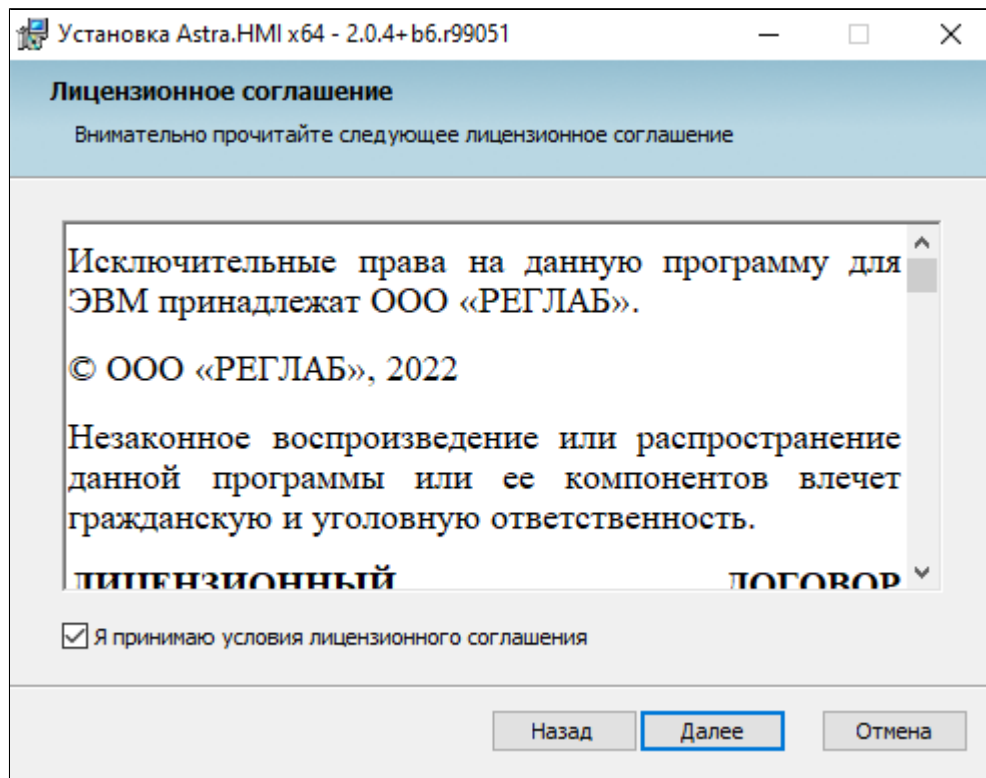 Установка Astra.HMI x64 - 2.0.4+b6.r99051
Лицензионное соглашение
Внимательно прочитайте следующее лицензионное соглашение
Исключительные права на данную программу для
ЭВМ принадлежат ООО «РЕГЛАБ».
© ООО «РЕГЛАБ», 2022
Незаконное воспроизведение или распространение
данной программы или ее компонентов влечет
гражданскую и уголовную ответственность.
ЛИЦЕНЗИОННЫЙ ДОГОВОР
Я принимаю условия лицензионного соглашения
Назад Далее Отмена